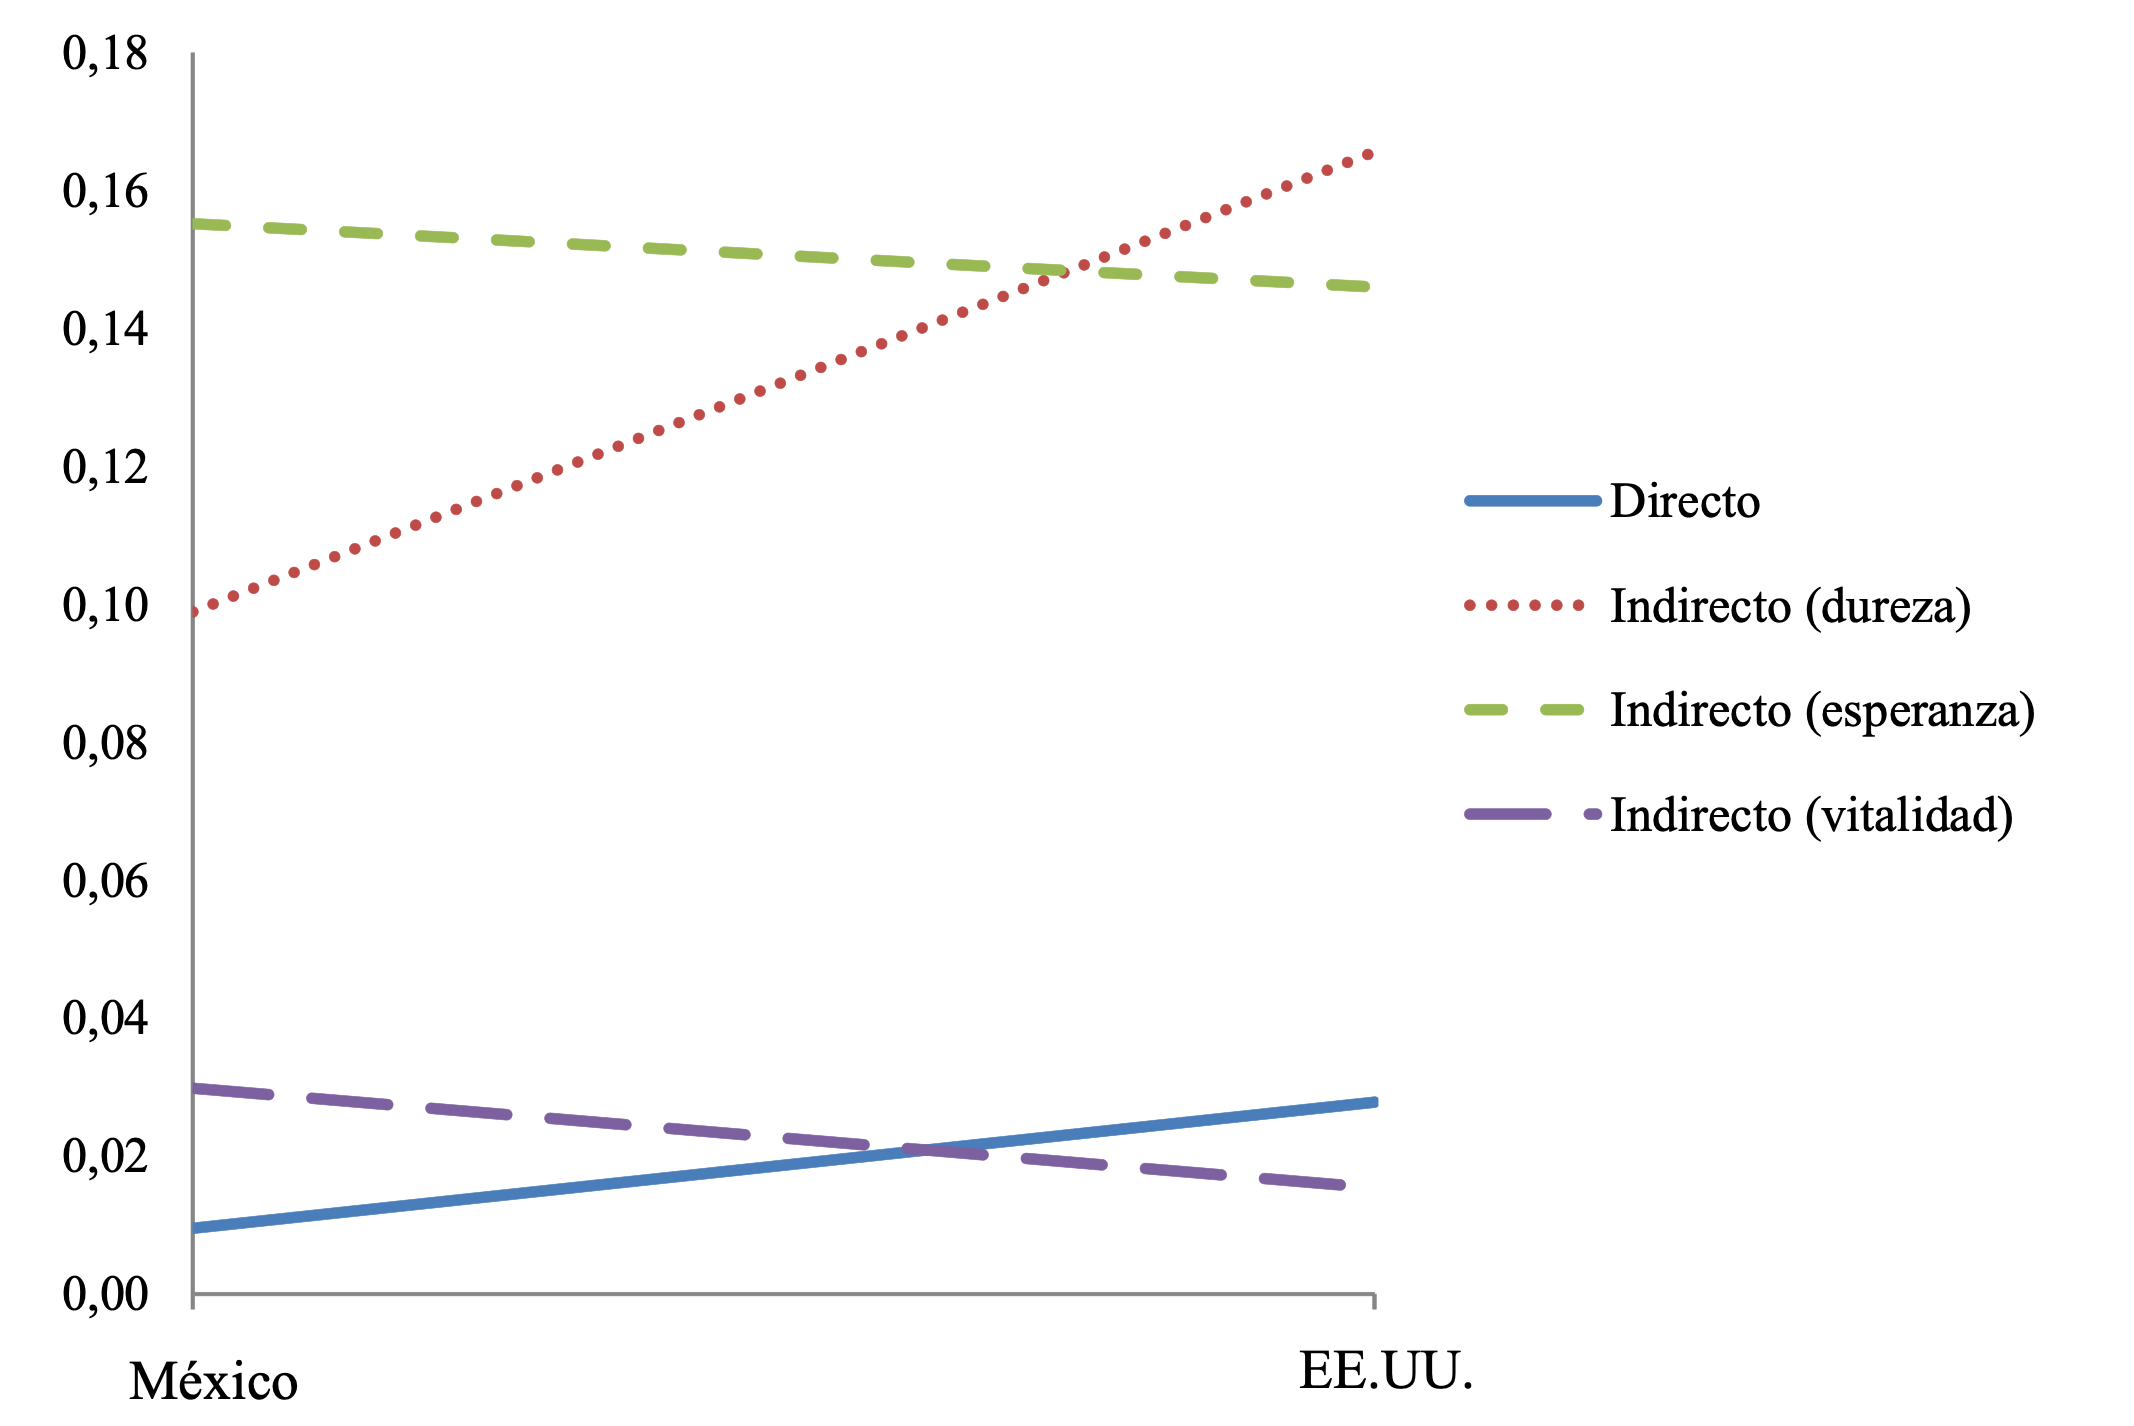 0,18
0,16
0,14
0,12
0,10
0,08
0,06
0,04
0,02
0,00
México
EE.UU.
Directo
Indirecto (dureza)
Indirecto (esperanza)
Indirecto (vitalidad)